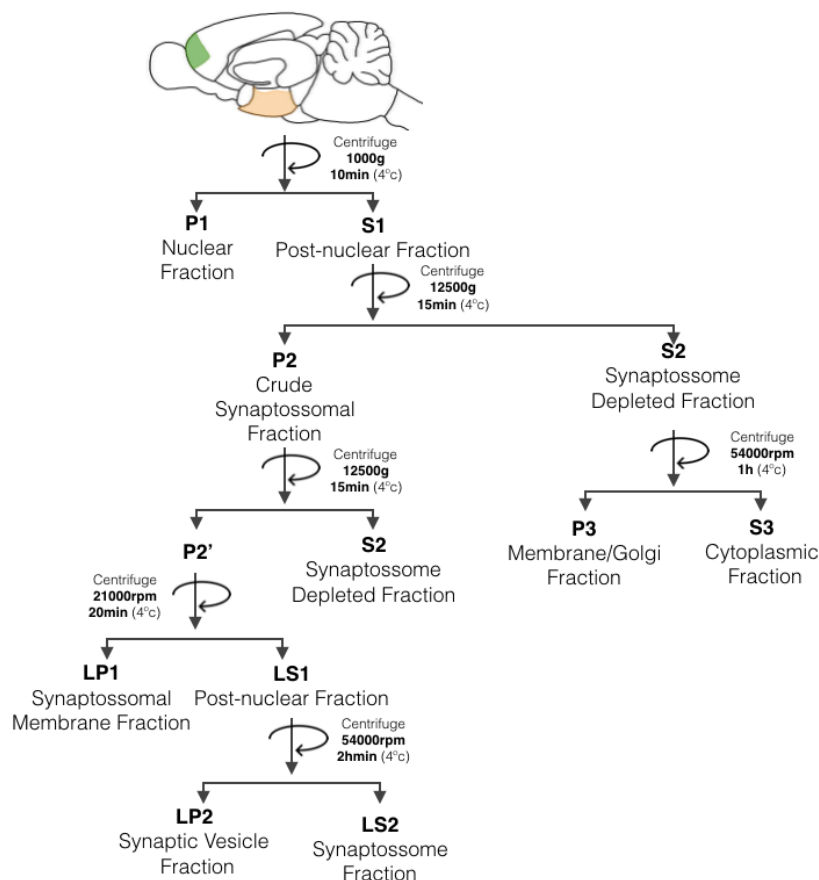 Centrifuge
1000g
10min (4°c)
P1
Nuclear
Fraction
S1
Post-nuclear Fraction
Centrifuge
12500g
15min (4°c)
P2
Crude
Synaptossomal
Fraction
S2
Synaptossome
Depleted Fraction
Centrifuge
12500g
15min (4°c)
Centrifuge
54000rpm
1h (4°c)
P2’
S2
Synaptossome
Depleted Fraction
P3
Membrane/Golgi
Fraction
S3
Cytoplasmic
Fraction
Centrifuge
21000rpm
20min (4°c)
LP1
Synaptossomal
Membrane Fraction
LS1
Post-nuclear Fraction
Centrifuge
54000rpm
2hmin (4°c)
LP2
Synaptic Vesicle
Fraction
LS2
Synaptossome
Fraction